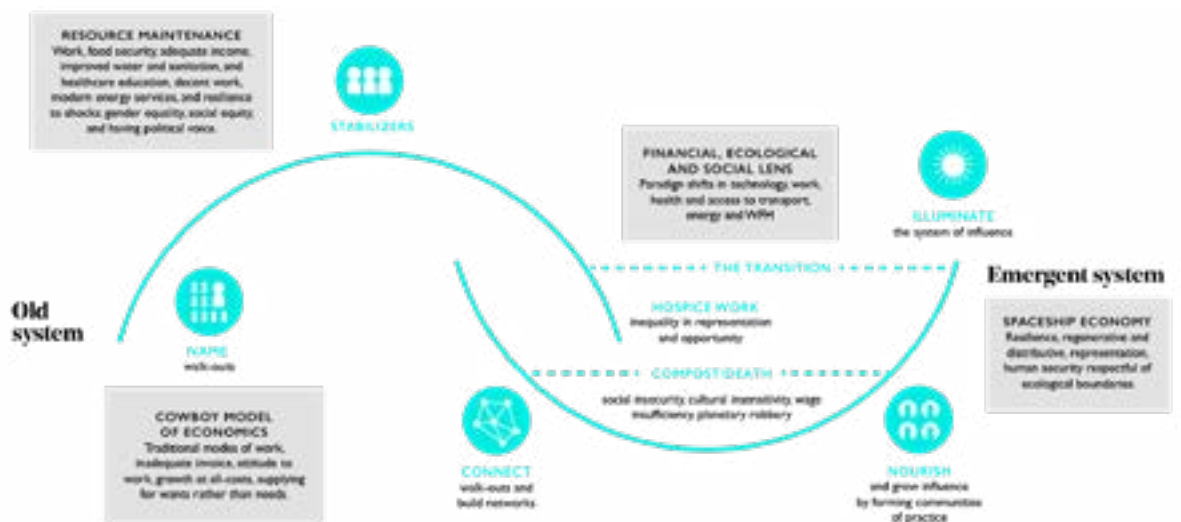 RESOURCE MAINTENANCE
Work, food security, adequate income,
improved water and sanitation, and
healthcare education, decent work,
modern energy services, and resilience
to shocks; gender equality, social equity,
and having political voice.
STABILIZERS
FINANCIAL, ECOLOGICAL
AND SOCIAL LENS
Paradigm shifts in technology, work,
health and access to transport,
energy and WFH
ILLUMINATE
the system of influence
THE TRANSITION
Emergent system
Old
system
HOSPICE WORK
inequality in representation
and opportunity
SPACESHIP ECONOMY
Resilience, regenerative and
distributive, representation,
human security respectful of
ecological boundaries
NAME
walk-outs
COMPOST/DEATH
social insecurity, cultural insensitivity, wage
insufficiency, planetary robbery
COWBOY MODEL
OF ECONOMICS
Traditional modes of work,
inadequate invoice, attitude to
work, growth at all-costs, supplying
for wants rather than needs
CONNECT
walk-outs and
build networks
NOURISH
and grow influence
by forming communities
of practice